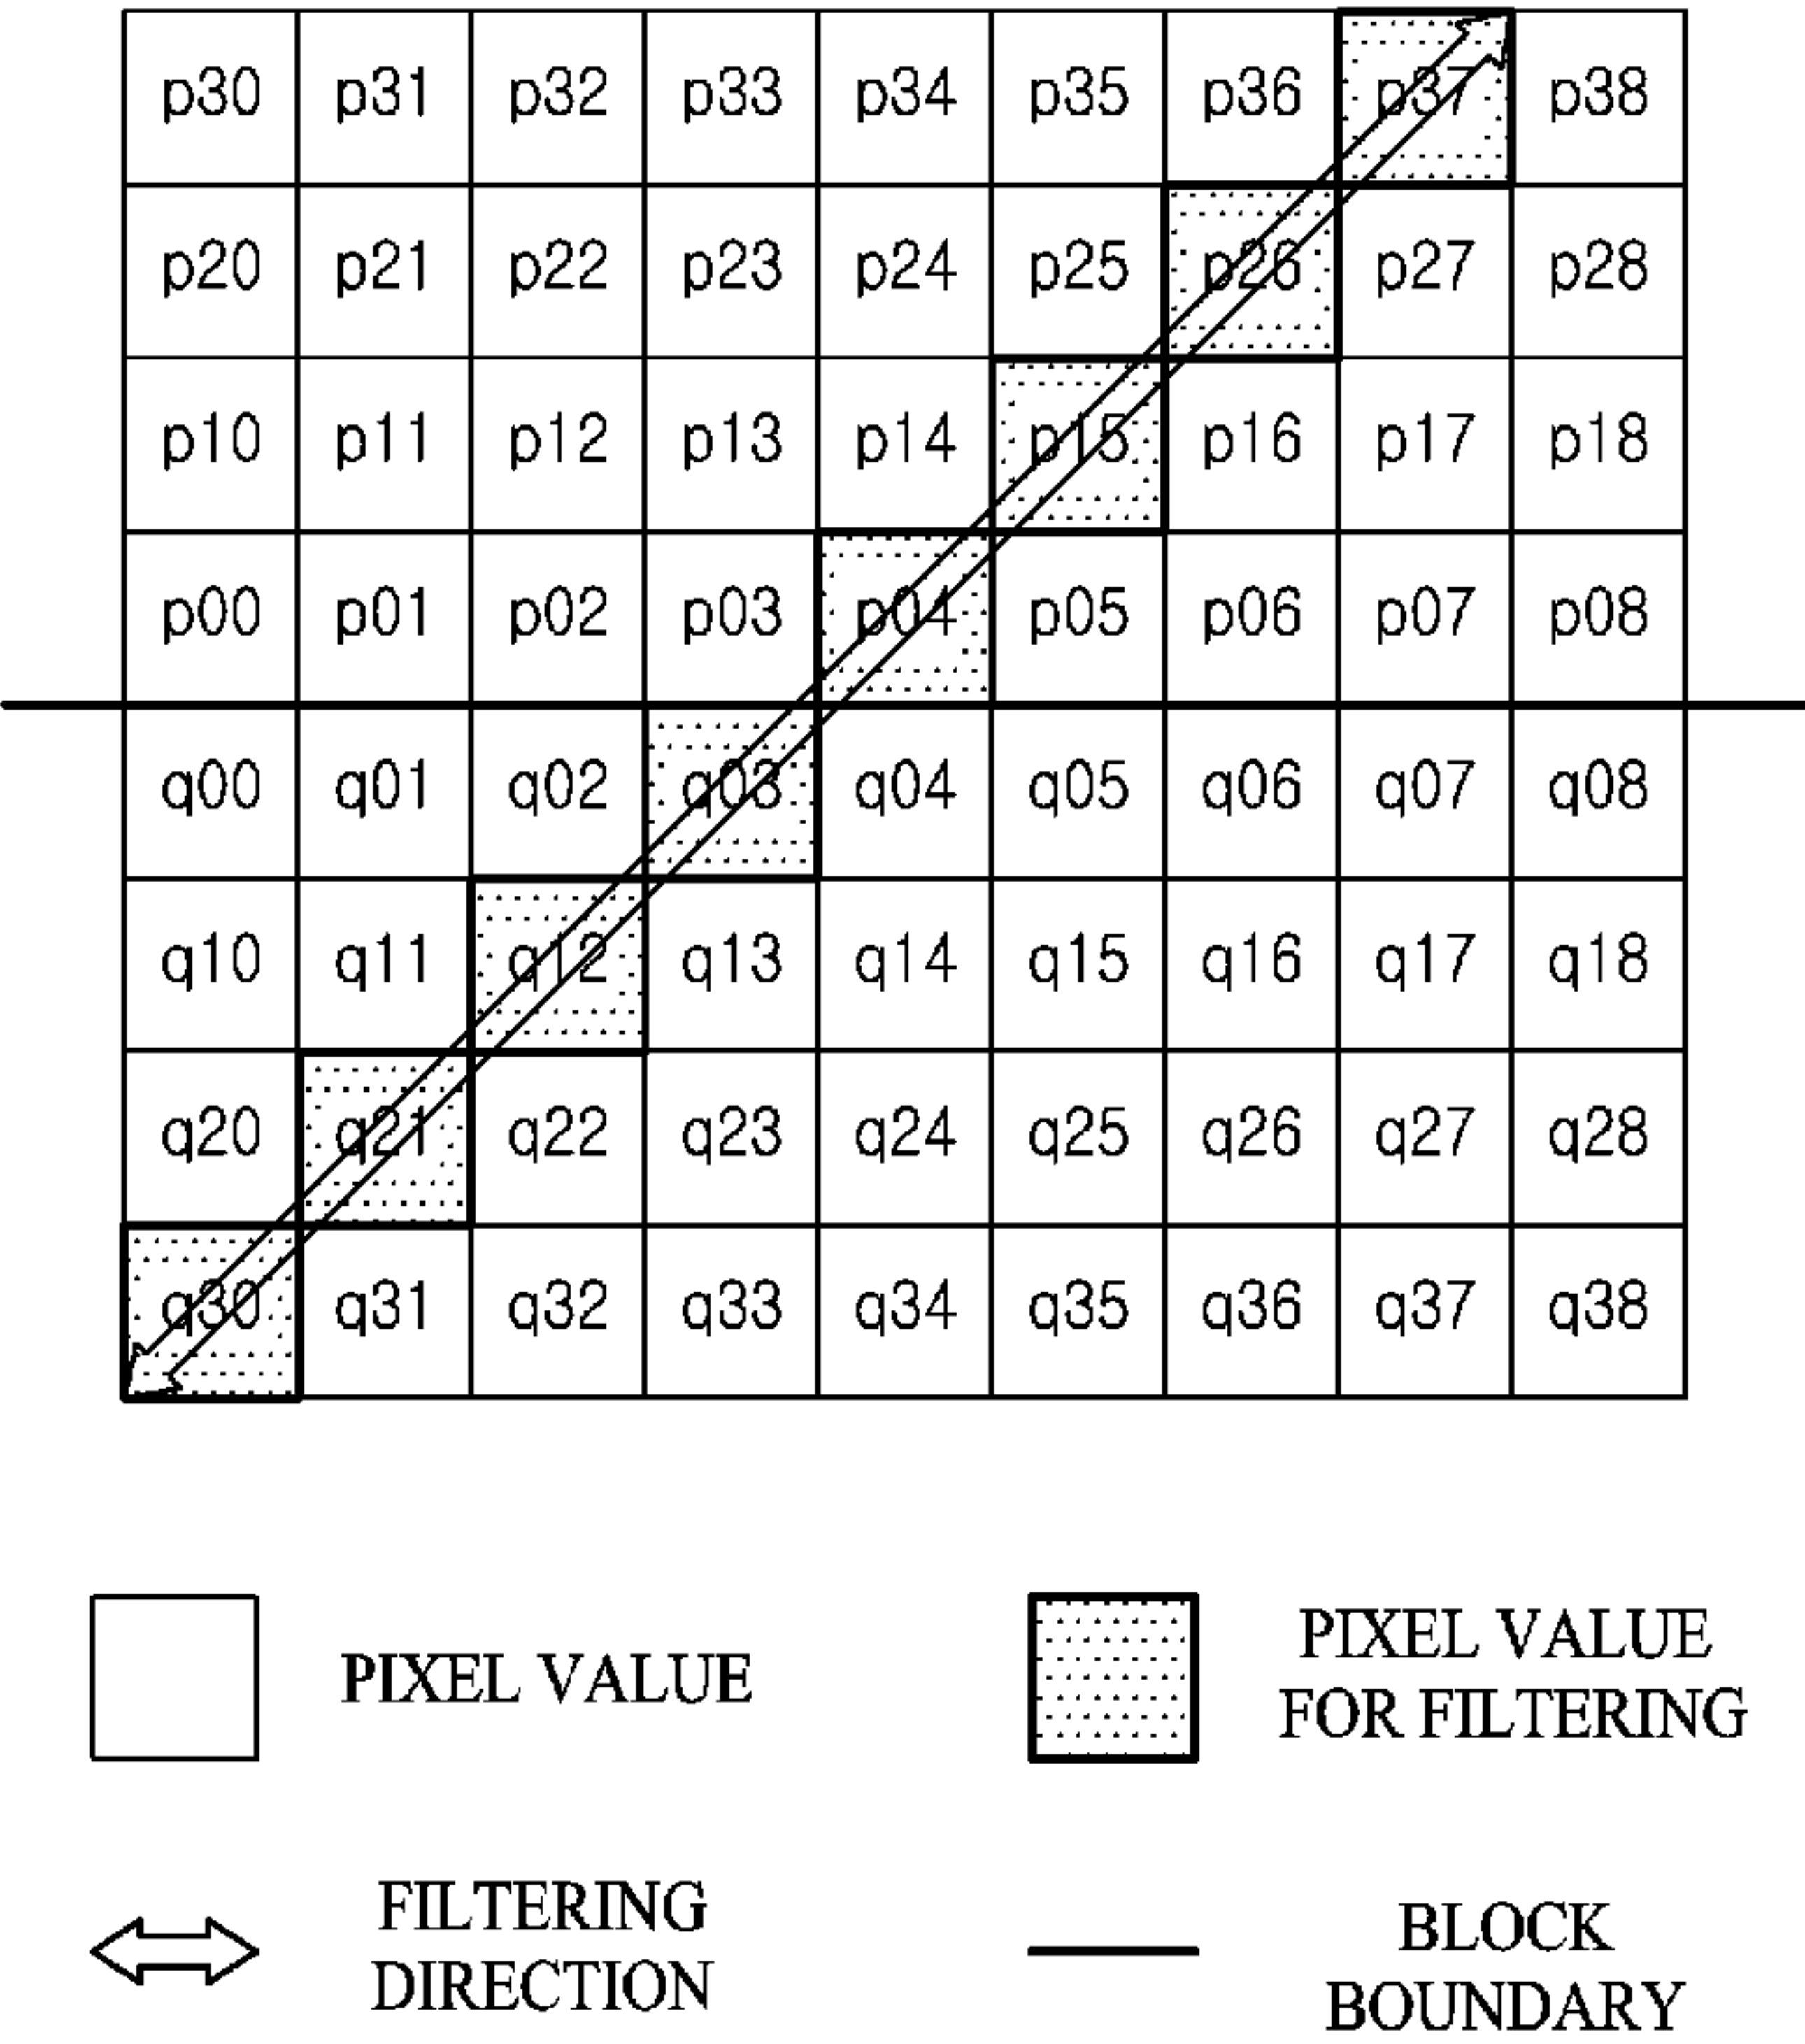 p30 p31 p32 p33 p34 p35 p36 p37 p38
p20 p21 p22 p23 p24 p25 p26 p27 p28
p10 p11 p12 p13 p14 p15 p16 p17 p18
p00 p01 p02 p03 p04 p05 p06 p07 p08
q00 q01 q02 q03 q04 q05 q06 q07 q08
q10 q11 q12 q13 q14 q15 q16 q17 q18
q20 q21 q22 q23 q24 q25 q26 q27 q28
q30 q31 q32 q33 q34 q35 q36 q37 q38
PIXEL VALUE
PIXEL VALUE
FOR FILTERING
FILTERING
DIRECTION
BLOCK
BOUNDARY